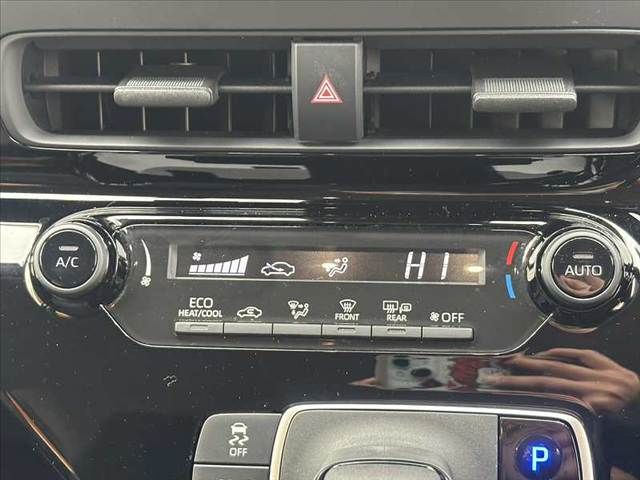 HI
A/C
AUTO
ECO
HEAT/COOL
FRONT
REAR
OFF
OFF
P